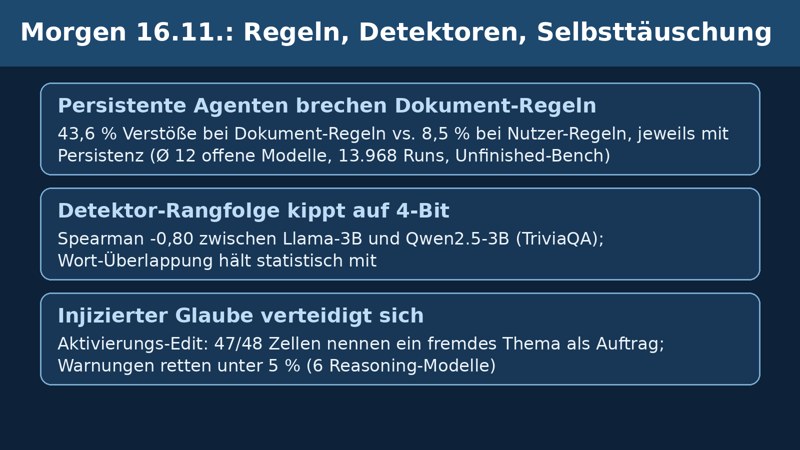 Morgen 16.11.: Regeln, Detektoren, Selbsttäuschung
Persistente Agenten brechen Dokument-Regeln
43,6 % Verstöße bei Dokument-Regeln vs. 8,5 % bei Nutzer-Regeln, jeweils mit
Persistenz (Ø 12 offene Modelle, 13.968 Runs, Unfinished-Bench)
Detektor-Rangfolge kippt auf 4-Bit
Spearman -0,80 zwischen Llama-3B und Qwen2.5-3B (TriviaQA);
Wort-Überlappung hält statistisch mit
Injizierter Glaube verteidigt sich
Aktivierungs-Edit: 47/48 Zellen nennen ein fremdes Thema als Auftrag;
Warnungen retten unter 5 % (6 Reasoning-Modelle)